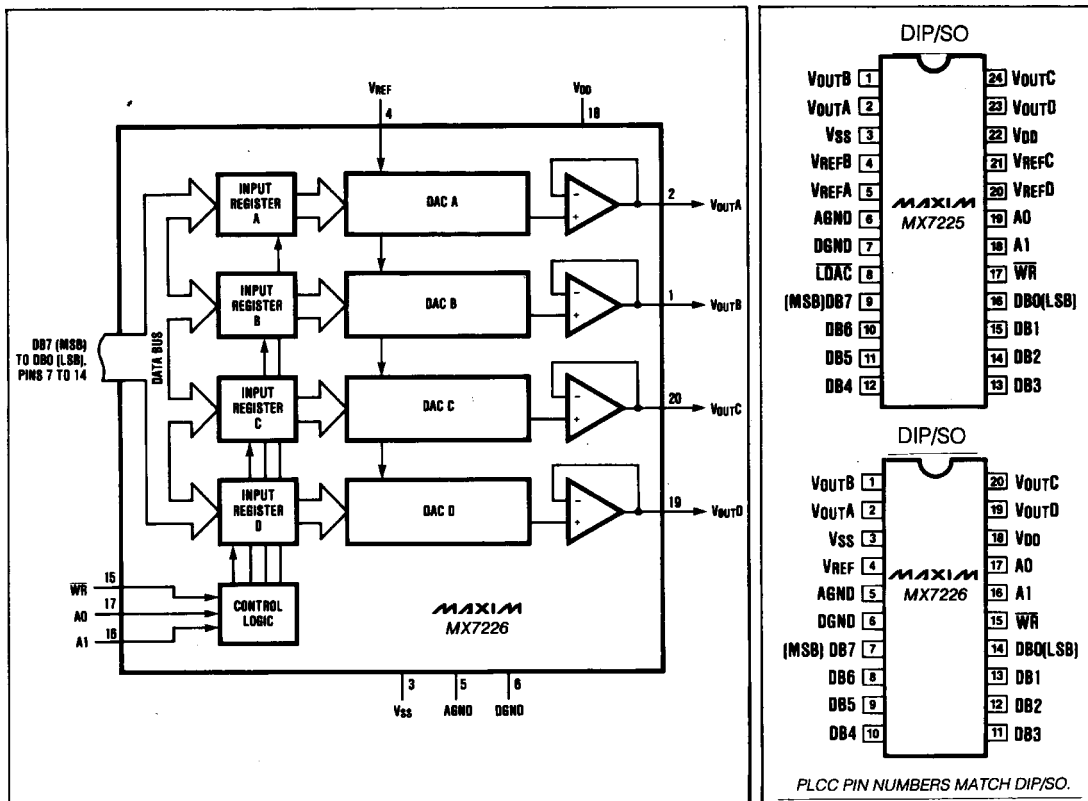 VREF
4
VDD
18
INPUT
REGISTER
A
DAC A
-
+
2
VOUTA
INPUT
REGISTER
B
DAC B
-
+
1
VOUTB
DB7 (MSB)
TO DB0 (LSB),
PINS 7 TO 14
DATA BUS
INPUT
REGISTER
C
DAC C
-
+
20
VOUTC
INPUT
REGISTER
D
DAC D
-
+
19
VOUTD
WR
15
A0
17
A1
16
CONTROL
LOGIC
MAXIM
MX7226
3
VSS
5
AGND
6
DGND
DIP/SO
VOUTB 1
24 VOUTC
VOUTA 2
23 VOUTD
VSS 3
22 VDD
VREFB 4
21 VREFC
VREFA 5
20 VREFD
AGND 6
19 A0
DGND 7
18 A1
LDAC 8
17 WR
(MSB)DB7 9
16 DB0(LSB)
DB6 10
15 DB1
DB5 11
14 DB2
DB4 12
13 DB3
MAXIM
MX7225
DIP/SO
VOUTB 1
20 VOUTC
VOUTA 2
19 VOUTD
VSS 3
18 VDD
VREF 4
17 A0
AGND 5
16 A1
DGND 6
15 WR
(MSB) DB7 7
14 DB0(LSB)
DB6 8
13 DB1
DB5 9
12 DB2
DB4 10
11 DB3
MAXIM
MX7226
PLCC PIN NUMBERS MATCH DIP/SO.